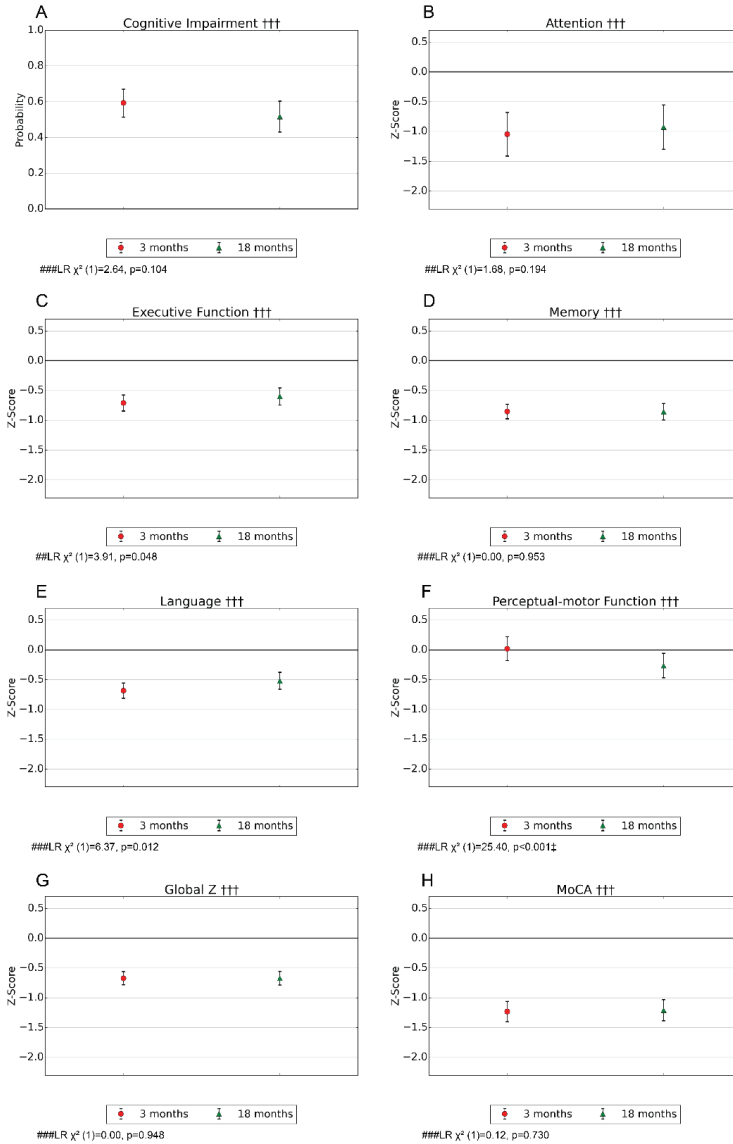 A
Cognitive Impairment †††
1.0
0.8
0.6
0.4
0.2
0.0
Probability
3 months 18 months
###LR χ² (1)=2.64, p=0.104
B
Attention †††
0.5
0.0
−0.5
−1.0
−1.5
−2.0
Z-Score
3 months 18 months
##LR χ² (1)=1.68, p=0.194
C
Executive Function †††
0.5
0.0
−0.5
−1.0
−1.5
−2.0
Z-Score
3 months 18 months
##LR χ² (1)=3.91, p=0.048
D
Memory †††
0.5
0.0
−0.5
−1.0
−1.5
−2.0
Z-Score
3 months 18 months
###LR χ² (1)=0.00, p=0.953
E
Language †††
0.5
0.0
−0.5
−1.0
−1.5
−2.0
Z-Score
3 months 18 months
###LR χ² (1)=6.37, p=0.012
F
Perceptual-motor Function †††
0.5
0.0
−0.5
−1.0
−1.5
−2.0
Z-Score
3 months 18 months
###LR χ² (1)=25.40, p<0.001‡
G
Global Z †††
0.5
0.0
−0.5
−1.0
−1.5
−2.0
Z-Score
3 months 18 months
###LR χ² (1)=0.00, p=0.948
H
MoCA †††
0.5
0.0
−0.5
−1.0
−1.5
−2.0
Z-Score
3 months 18 months
###LR χ² (1)=0.12, p=0.730